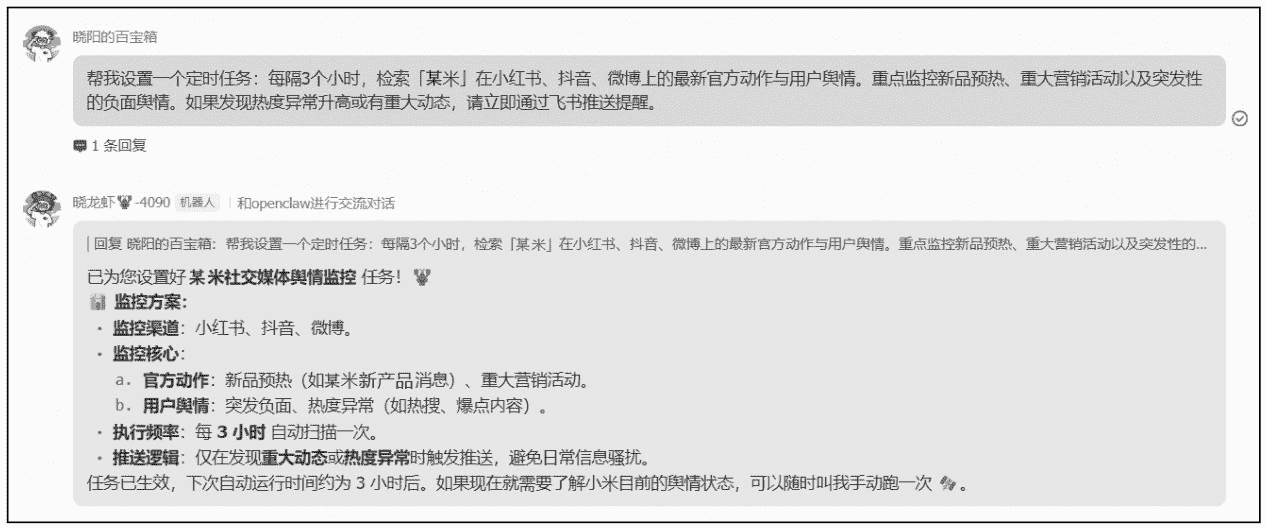 晓阳的百宝箱
帮我设置一个定时任务：每隔3个小时，检索「某米」在小红书、抖音、微博上的最新官方动作与用户舆情。重点监控新品预热、重大营销活动以及突发性
的负面舆情。如果发现热度异常升高或有重大动态，请立即通过飞书推送提醒。
1 条回复
晓龙虾🦞-4090 机器人 | 和openclaw进行交流对话
| 回复 晓阳的百宝箱：帮我设置一个定时任务：每隔3个小时，检索「某米」在小红书、抖音、微博上的最新官方动作与用户舆情。重点监控新品预热、重大营销活动以及突发性的...
已为您设置好 某米社交媒体舆情监控 任务！🦞
监控方案：
· 监控渠道：小红书、抖音、微博。
· 监控核心：
a. 官方动作：新品预热（如某米新产品消息）、重大营销活动。
b. 用户舆情：突发负面、热度异常（如热搜、爆点内容）。
· 执行频率：每 3 小时 自动扫描一次。
· 推送逻辑：仅在发现重大动态或热度异常时触发推送，避免日常信息骚扰。
任务已生效，下次自动运行时间约为 3 小时后。如果现在就需要了解小米目前的舆情状态，可以随时叫我手动跑一次 。